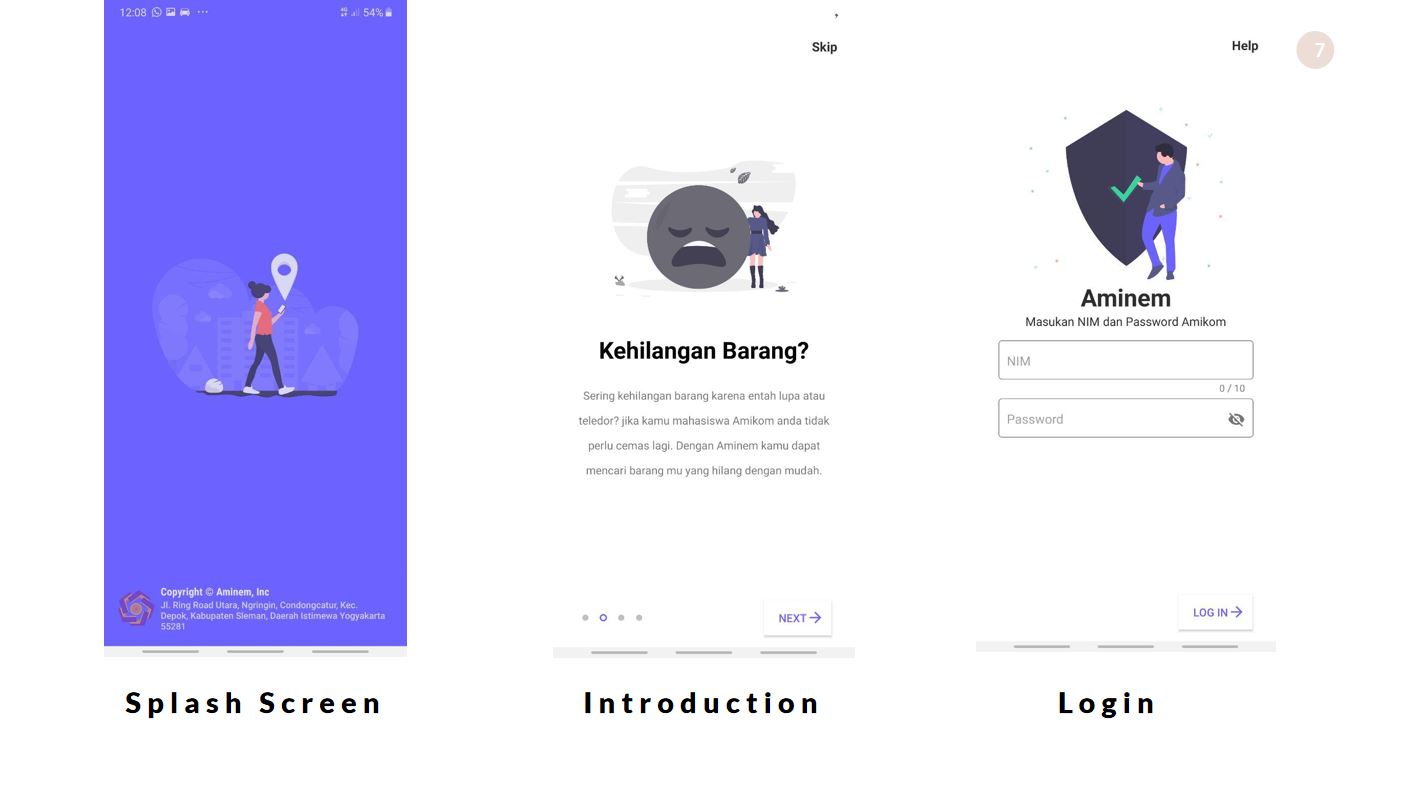 12:08 ... 4G 54%
Copyright © Aminem, Inc
Jl. Ring Road Utara, Ngringin, Condongcatur, Kec.
Depok, Kabupaten Sleman, Daerah Istimewa Yogyakarta
55281
Splash Screen
Skip
Kehilangan Barang?
Sering kehilangan barang karena entah lupa atau
teledor? jika kamu mahasiswa Amikom anda tidak
perlu cemas lagi. Dengan Aminem kamu dapat
mencari barang mu yang hilang dengan mudah.
NEXT
Introduction
Help
Aminem
Masukan NIM dan Password Amikom
NIM
0 / 10
Password
LOG IN
Login
7